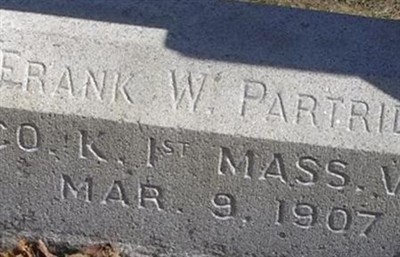 FRANK W. PARTRID
CO. K. 1ST MASS. V
MAR. 9. 1907